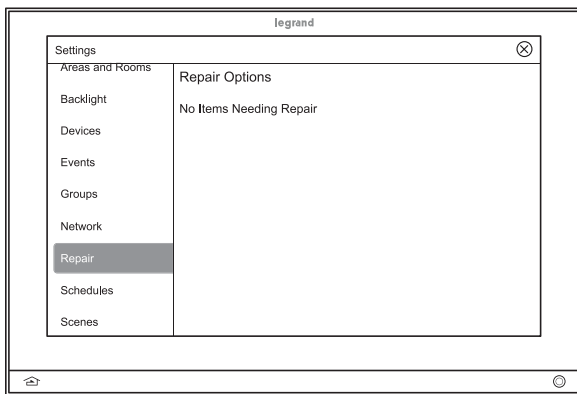 legrand
Settings
Areas and Rooms
Backlight
Devices
Events
Groups
Network
Repair
Schedules
Scenes
Repair Options
No Items Needing Repair